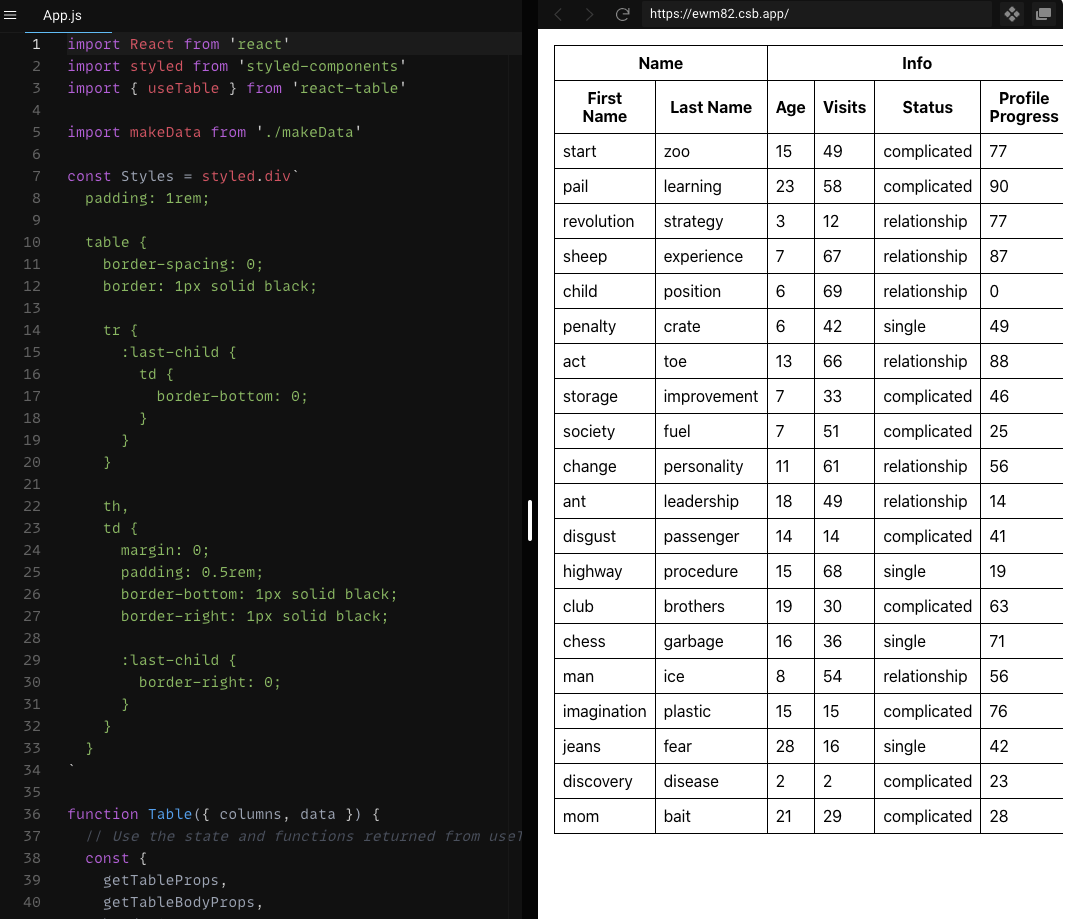 App.js
1 import React from 'react'
2 import styled from 'styled-components'
3 import { useTable } from 'react-table'
4
5 import makeData from './makeData'
6
7 const Styles = styled.div`
8 padding: 1rem;
9
10 table {
11 border-spacing: 0;
12 border: 1px solid black;
13
14 tr {
15 :last-child {
16 td {
17 border-bottom: 0;
18 }
19 }
20 }
21
22 th,
23 td {
24 margin: 0;
25 padding: 0.5rem;
26 border-bottom: 1px solid black;
27 border-right: 1px solid black;
28
29 :last-child {
30 border-right: 0;
31 }
32 }
33 }
34 `
35
36 function Table({ columns, data }) {
37 // Use the state and functions returned from useT
38 const {
39 getTableProps,
40 getTableBodyProps,
https://ewm82.csb.app/
Name Info
First Name Last Name Age Visits Status Profile Progress
start zoo 15 49 complicated 77
pail learning 23 58 complicated 90
revolution strategy 3 12 relationship 77
sheep experience 7 67 relationship 87
child position 6 69 relationship 0
penalty crate 6 42 single 49
act toe 13 66 relationship 88
storage improvement 7 33 complicated 46
society fuel 7 51 complicated 25
change personality 11 61 relationship 56
ant leadership 18 49 relationship 14
disgust passenger 14 14 complicated 41
highway procedure 15 68 single 19
club brothers 19 30 complicated 63
chess garbage 16 36 single 71
man ice 8 54 relationship 56
imagination plastic 15 15 complicated 76
jeans fear 28 16 single 42
discovery disease 2 2 complicated 23
mom bait 21 29 complicated 28